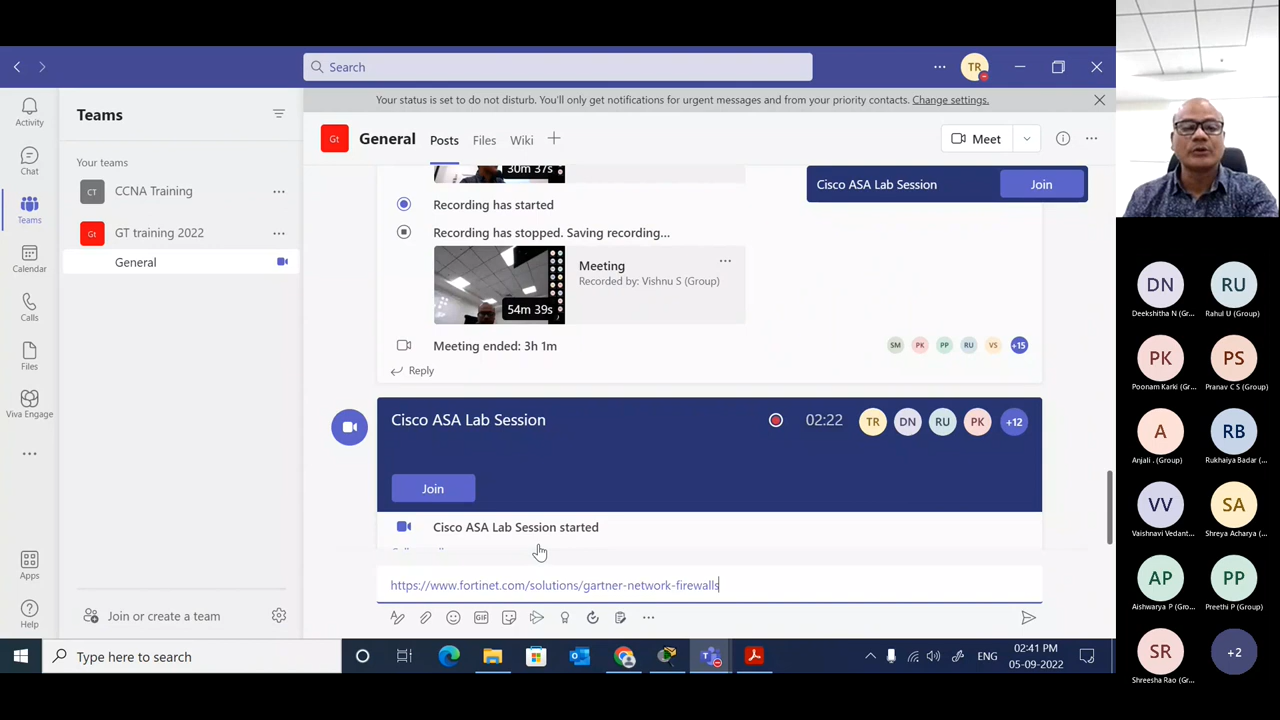 Search
TR
Your status is set to do not disturb. You'll only get notifications for urgent messages and from your priority contacts. Change settings.
Activity
Chat
Teams
Calendar
Calls
Files
Viva Engage
Apps
Help
Teams
Your teams
CT CCNA Training
Gt GT training 2022
General
Join or create a team
Gt General Posts Files Wiki
Meet
30m 37s
Cisco ASA Lab Session Join
Recording has started
Recording has stopped. Saving recording...
Meeting
Recorded by: Vishnu S (Group)
54m 39s
Meeting ended: 3h 1m
SM PK PP RU VS +15
Reply
Cisco ASA Lab Session 02:22 TR DN RU PK +12
Join
Cisco ASA Lab Session started
https://www.fortinet.com/solutions/gartner-network-firewalls
GIF
Type here to search
ENG
02:41 PM
05-09-2022
DN RU
Deekshitha N (Gr... Rahul U (Group)
PK PS
Poonam Karki (Gr... Pranav C S (Group)
A RB
Anjali . (Group) Rukhaiya Badar (...
VV SA
Vaishnavi Vedant... Shreya Acharya (...
AP PP
Aishwarya P (Gro... Preethi P (Group)
SR +2
Shreesha Rao (Gr...